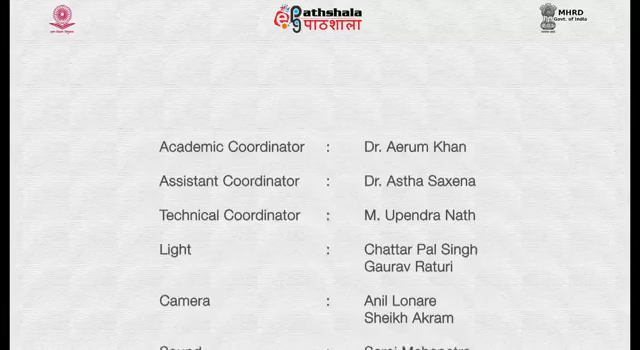 ePathshala
पाठशाला
MHRD
Govt. of India
Academic Coordinator : Dr. Aerum Khan
Assistant Coordinator : Dr. Astha Saxena
Technical Coordinator : M. Upendra Nath
Light : Chattar Pal Singh
Gaurav Raturi
Camera : Anil Lonare
Sheikh Akram